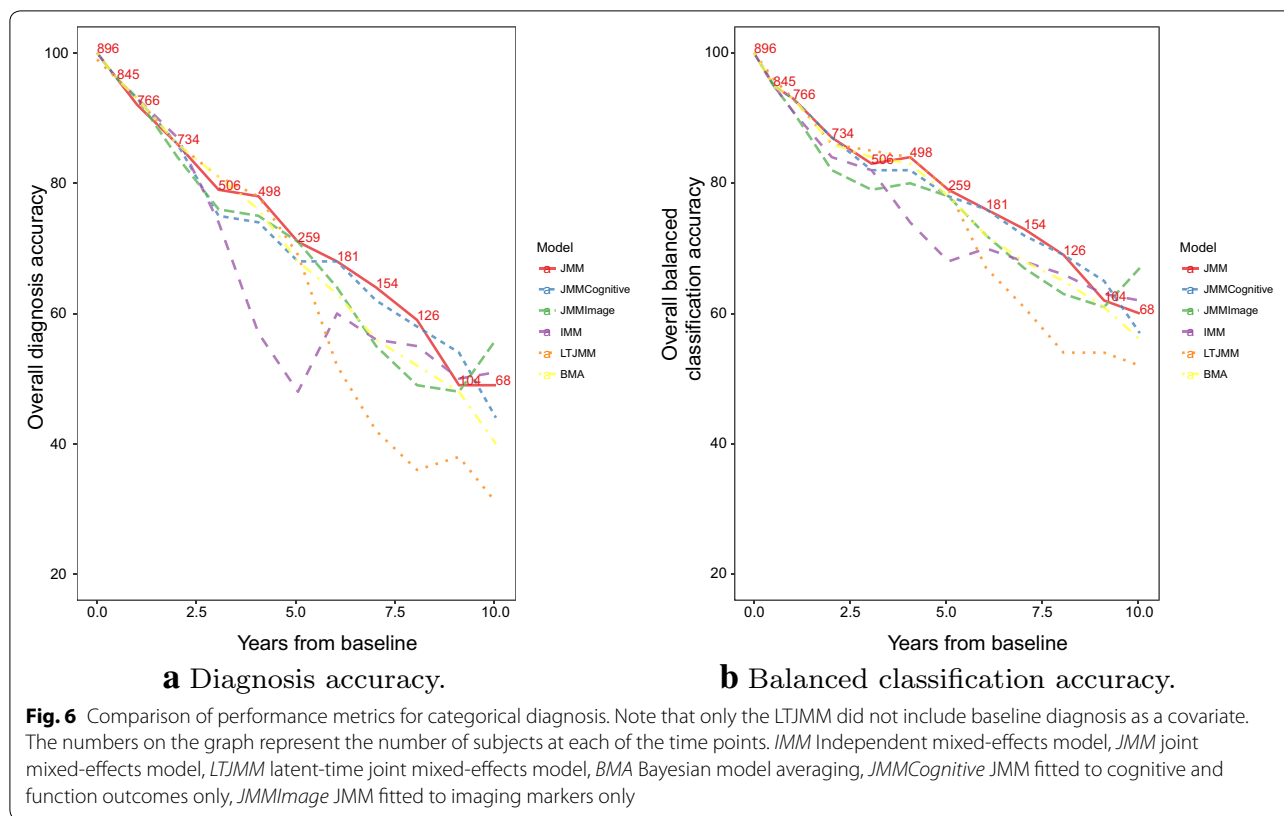 100
80
60
40
20
0.0 2.5 5.0 7.5 10.0
Overall diagnosis accuracy
Years from baseline
896
845
766
734
506
498
259
181
154
126
104
68
Model
a JMM
a JMMCognitive
a JMMImage
a IMM
a LTJMM
a BMA
a Diagnosis accuracy.
100
80
60
40
20
0.0 2.5 5.0 7.5 10.0
Overall balanced
classification accuracy
Years from baseline
896
845
766
734
506
498
259
181
154
126
104
68
Model
a JMM
a JMMCognitive
a JMMImage
a IMM
a LTJMM
a BMA
b Balanced classification accuracy.
Fig. 6 Comparison of performance metrics for categorical diagnosis. Note that only the LTJMM did not include baseline diagnosis as a covariate.
The numbers on the graph represent the number of subjects at each of the time points. IMM Independent mixed-effects model, JMM joint
mixed-effects model, LTJMM latent-time joint mixed-effects model, BMA Bayesian model averaging, JMMCognitive JMM fitted to cognitive and
function outcomes only, JMMImage JMM fitted to imaging markers only